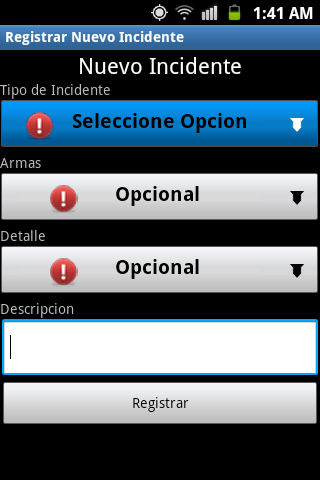 1:41 AM
Registrar Nuevo Incidente
Nuevo Incidente
Tipo de Incidente
Seleccione Opcion
Armas
Opcional
Detalle
Opcional
Descripcion
Registrar